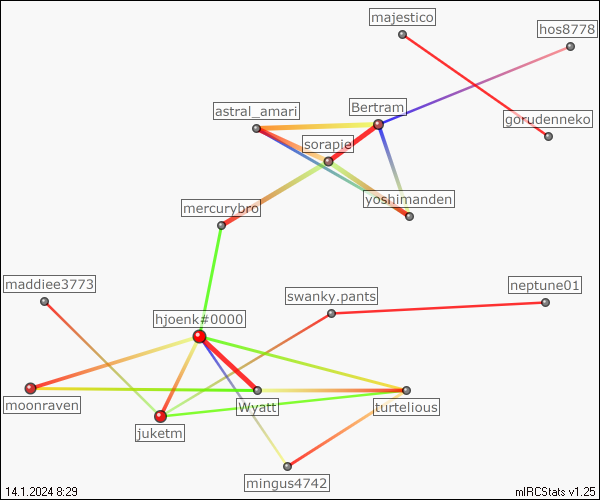 majestico
hos8778
astral_amari
Bertram
gorudenneko
sorapie
yoshimanden
mercurybro
maddiee3773
swanky.pants
neptune01
hjoenk#0000
moonraven
Wyatt
turtelious
juketm
mingus4742
14.1.2024 8:29
mIRCStats v1.25